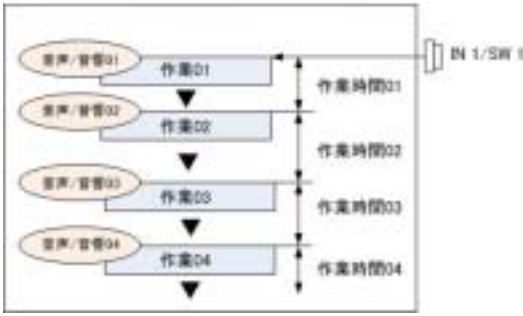 音声/音響01
作業01
IN 1/SW 1
作業時間01
音声/音響02
作業02
作業時間02
音声/音響03
作業03
作業時間03
音声/音響04
作業04
作業時間04